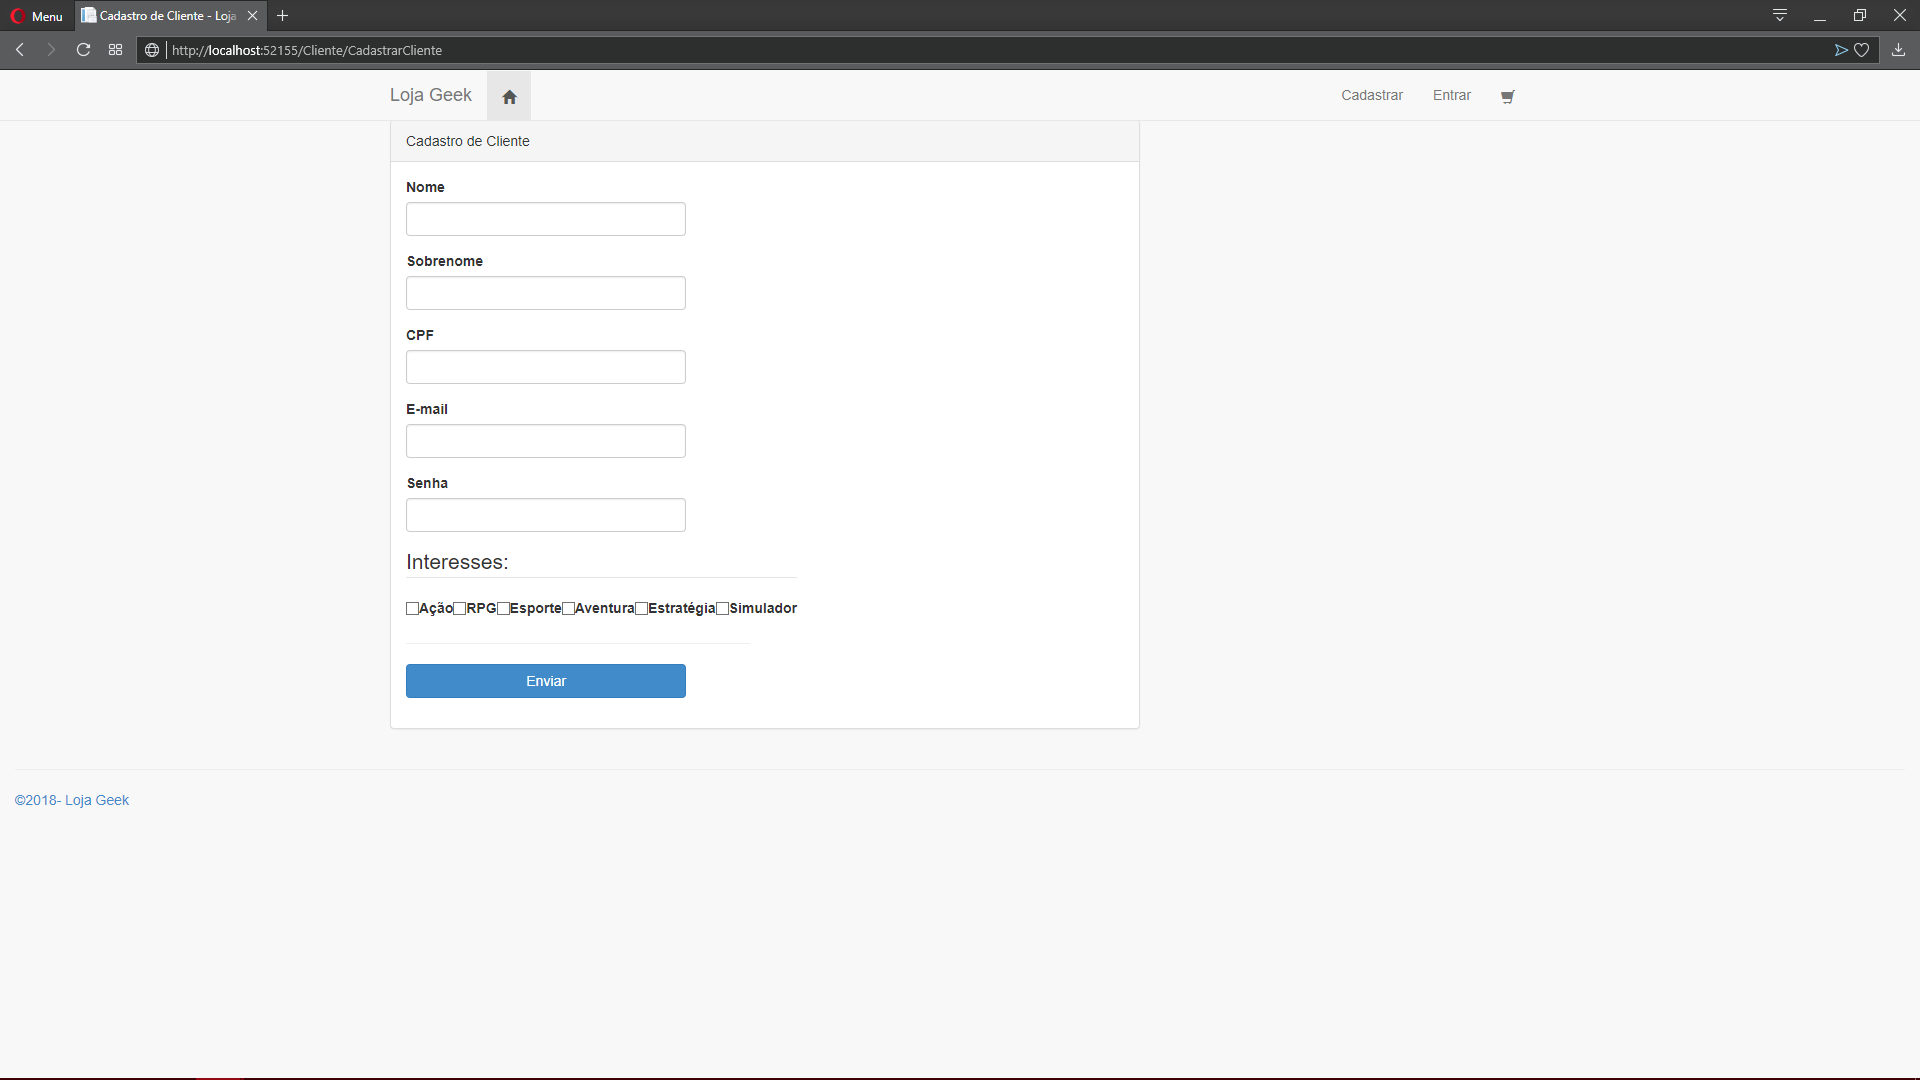 Menu
Cadastro de Cliente - Loja
http://localhost:52155/Cliente/CadastrarCliente
Loja Geek
Cadastrar
Entrar
Cadastro de Cliente
Nome
Sobrenome
CPF
E-mail
Senha
Interesses:
Ação RPG Esporte Aventura Estratégia Simulador
Enviar
©2018- Loja Geek